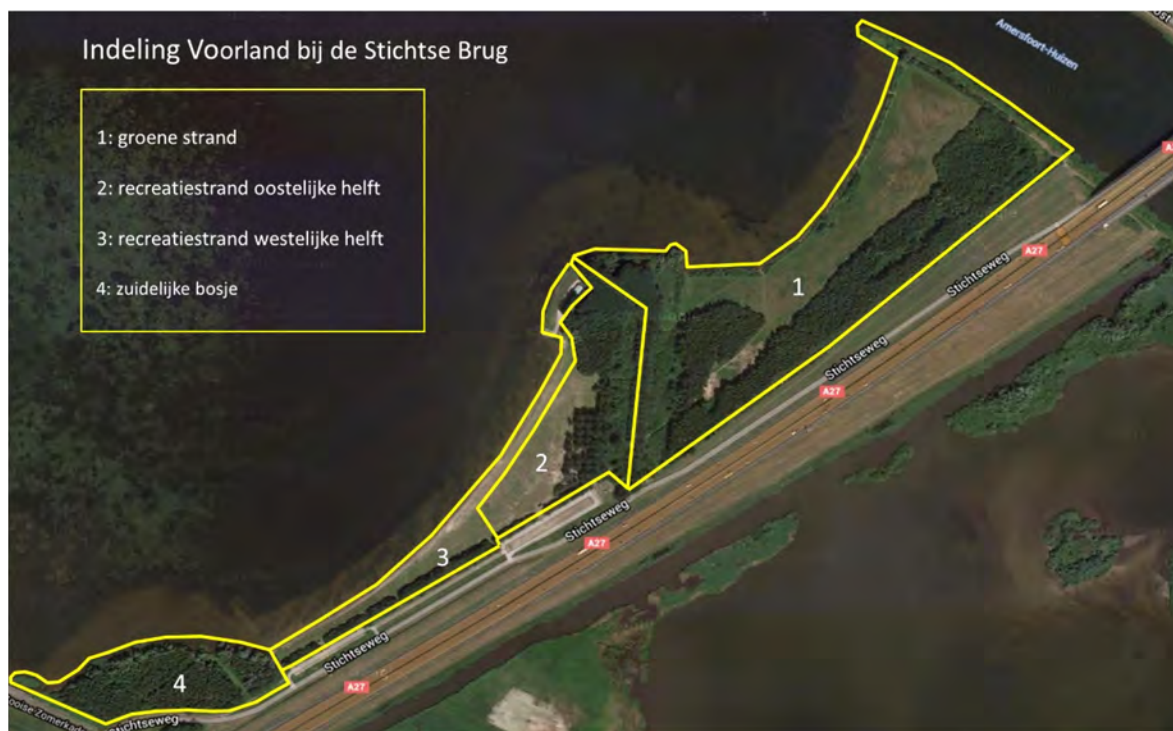 Indeling Voorland bij de Stichtse Brug
1: groene strand
2: recreatiestrand oostelijke helft
3: recreatiestrand westelijke helft
4: zuidelijke bosje
Amersfoort-Huizen
1
Stichtseweg
A27
Stichtseweg
A27
2
Stichtseweg
A27
3
Stichtseweg
A27
4
Stichtseweg